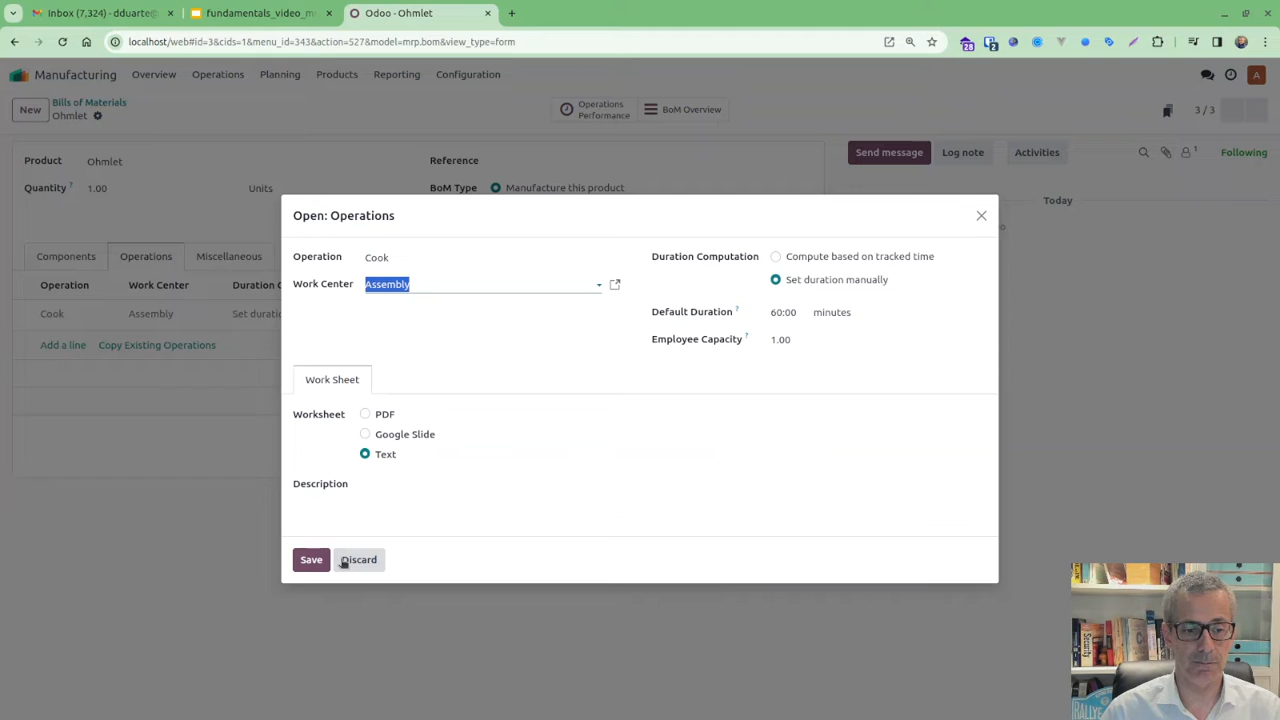 Inbox (7,324) - dduarte@
fundamentals_video_m
Odoo - Ohmlet
localhost/web#id=3&cids=1&menu_id=343&action=527&model=mrp.bom&view_type=form
Manufacturing Overview Operations Planning Products Reporting Configuration
A
New
Bills of Materials
Ohmlet
Operations
Performance
BoM Overview
3 / 3
Product Ohmlet
Quantity ? 1.00 Units
Reference
BoM Type Manufacture this product
Send message Log note Activities
1
Following
Today
Components Operations Miscellaneous
Operation Work Center Duration C
Cook Assembly Set duratio
Add a line Copy Existing Operations
Open: Operations
Operation Cook
Work Center Assembly
Duration Computation Compute based on tracked time
Set duration manually
Default Duration ? 60:00 minutes
Employee Capacity ? 1.00
Work Sheet
Worksheet PDF
Google Slide
Text
Description
Save Discard
Security
RALLYE